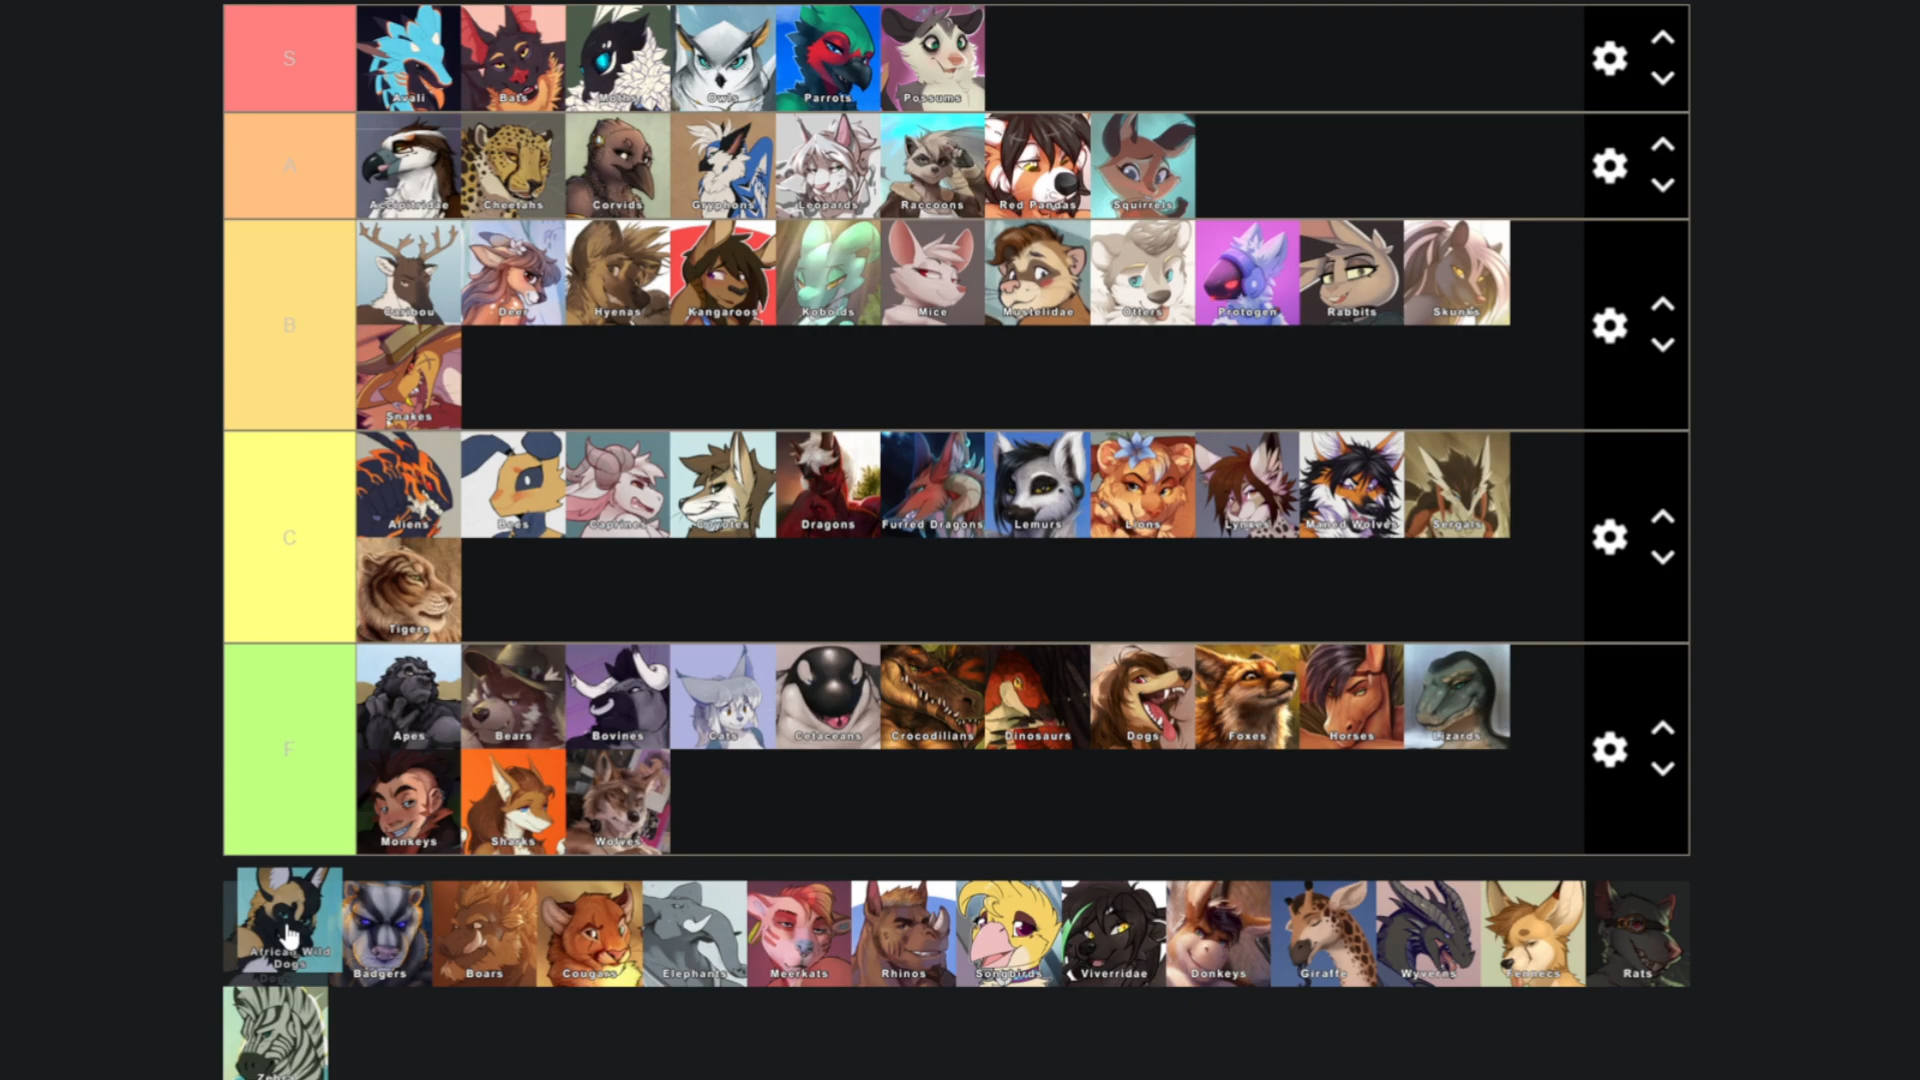 S
Avali
Bats
Moths
Owls
Parrots
Possums
A
Accipitridae
Cheetahs
Corvids
Gryphons
Leopards
Raccoons
Red Pandas
Squirrels
B
Caribou
Deer
Hyenas
Kangaroos
Kobolds
Mice
Mustelidae
Otters
Protogen
Rabbits
Skunks
Snakes
C
Aliens
Bees
Caprines
Coyotes
Dragons
Furred Dragons
Lemurs
Lions
Lynxes
Maned Wolves
Sergals
Tigers
F
Apes
Bears
Bovines
Cats
Cetaceans
Crocodilians
Dinosaurs
Dogs
Foxes
Horses
Lizards
Monkeys
Sharks
Wolves
African Wild
Dogs
Badgers
Boars
Cougars
Elephants
Meerkats
Rhinos
Songbirds
Viverridae
Donkeys
Giraffe
Wyverns
Fennecs
Rats